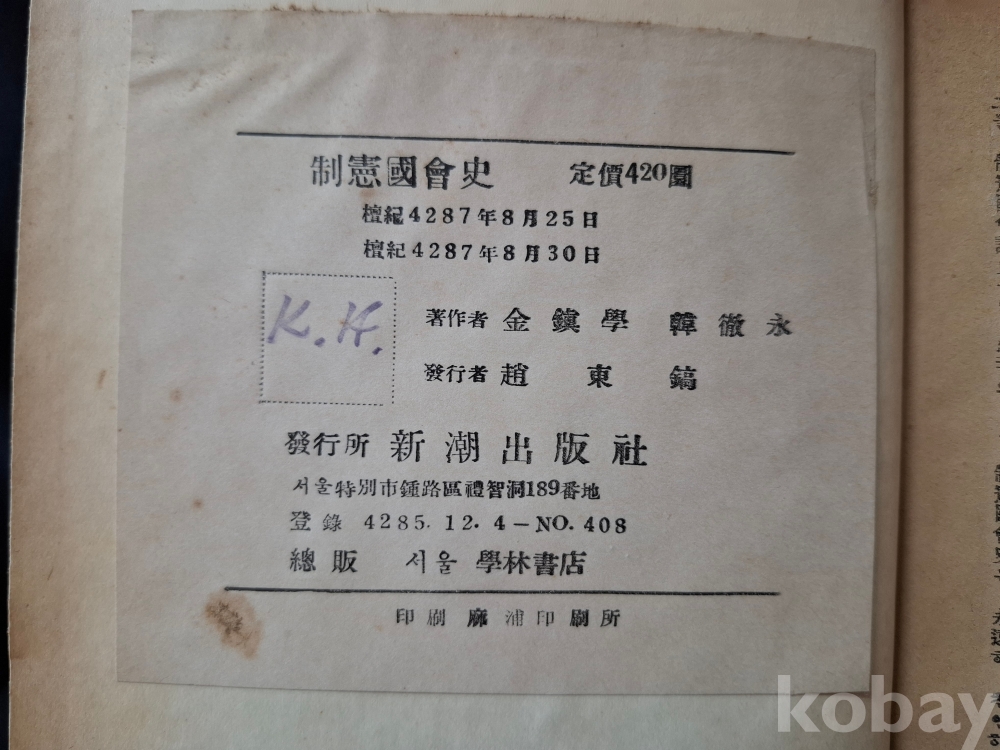 制憲國會史 定價420圜
檀紀4287年8月25日
檀紀4287年8月30日
K.H.
著作者 金鎭學 韓徹永
發行者 趙東鎬
發行所 新潮出版社
서울特別市鍾路區禮智洞189番地
登錄 4285.12.4－NO.408
總販 서울 學林書店
印刷 麻浦印刷所
kobay